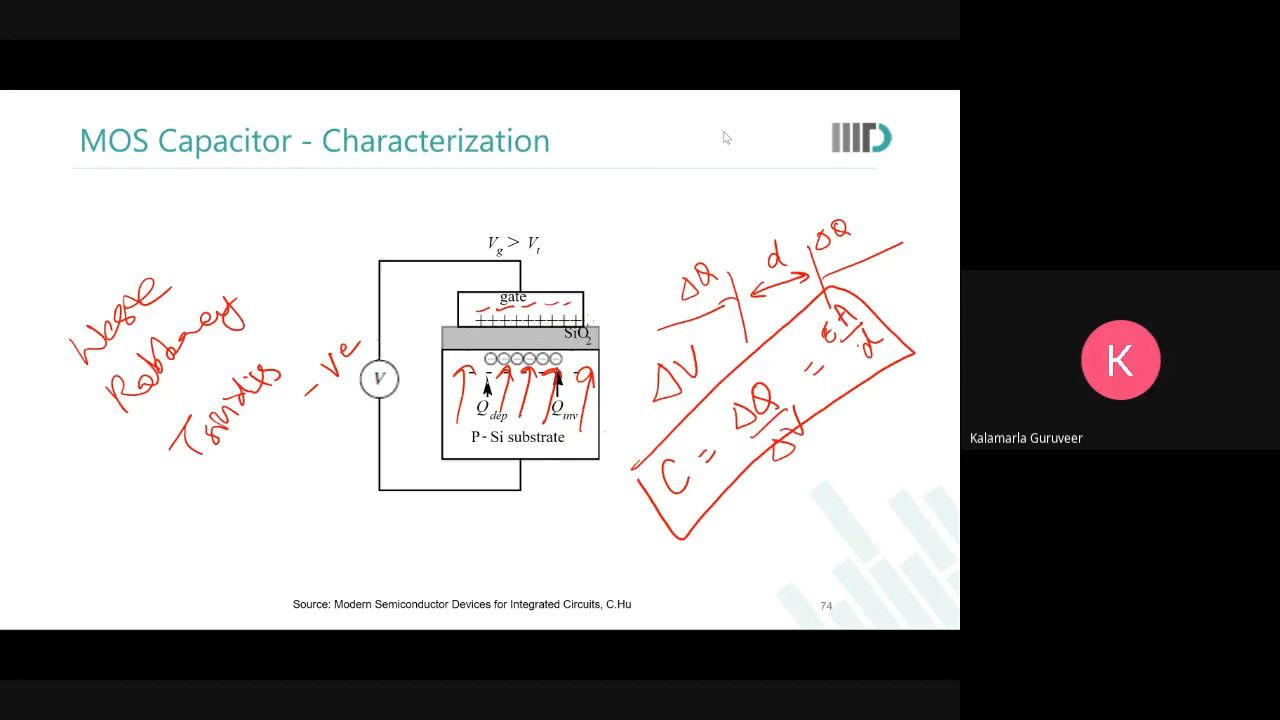 MOS Capacitor - Characterization
IIITD
Vg > Vt
gate
SiO2
V
Qdep
Qinv
P - Si substrate
-ve
ΔQ
d
ΔQ
ΔV
C = ΔQ/ΔV = εA/d
Source: Modern Semiconductor Devices for Integrated Circuits, C.Hu
74
K
Kalamarla Guruveer